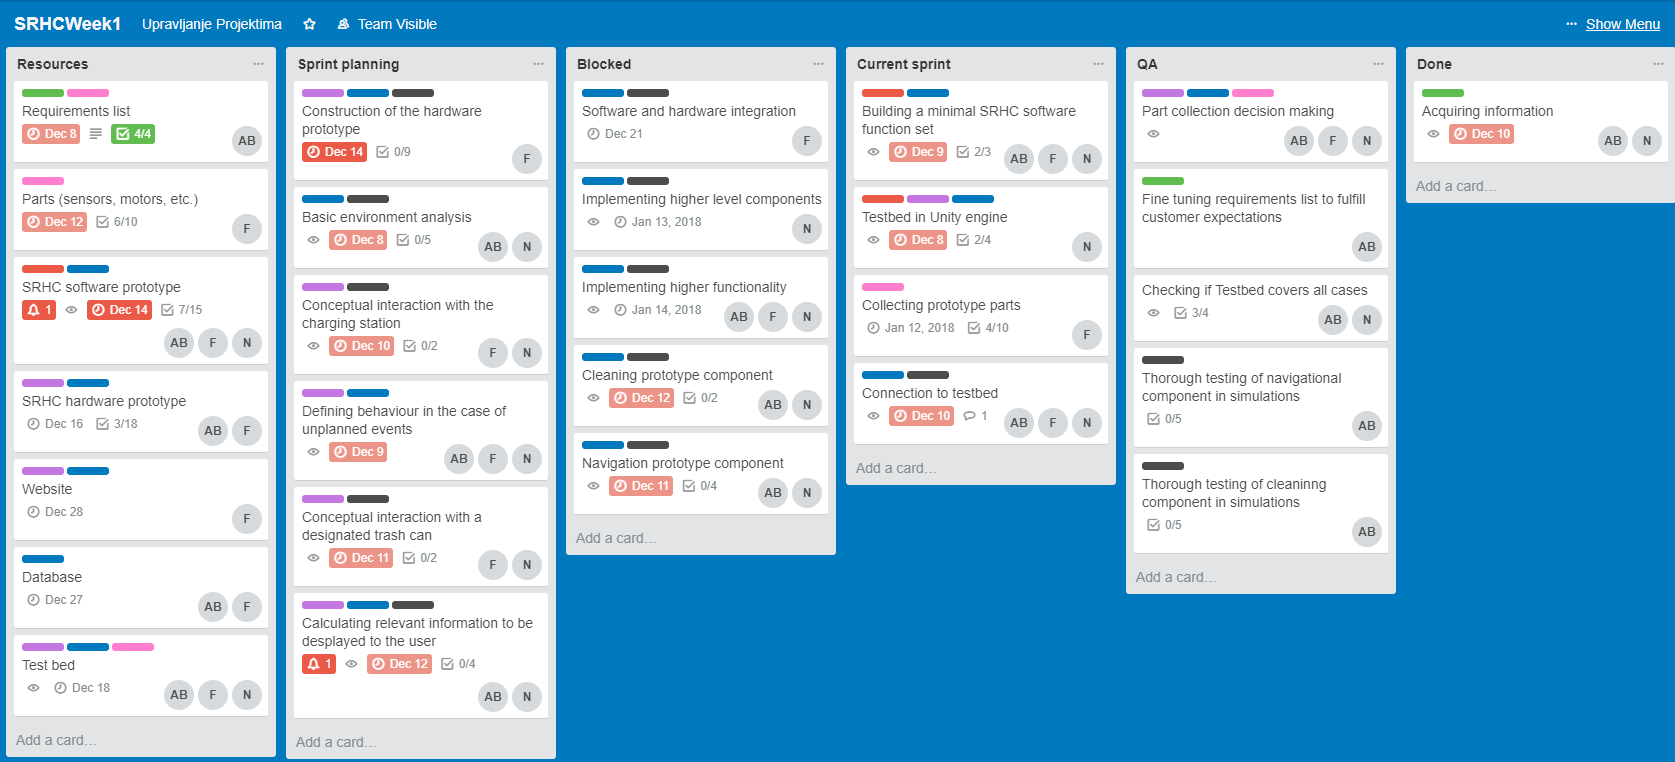 SRHCWeek1 Upravljanje Projektima Team Visible ··· Show Menu
Resources ···
Requirements list
Dec 8 4/4
AB
Parts (sensors, motors, etc.)
Dec 12 6/10
F
SRHC software prototype
1 Dec 14 7/15
AB F N
SRHC hardware prototype
Dec 16 3/18
AB F
Website
Dec 28
F
Database
Dec 27
AB F
Test bed
Dec 18
AB F N
Add a card…
Sprint planning ···
Construction of the hardware
prototype
Dec 14 0/9
F
Basic environment analysis
Dec 8 0/5
AB N
Conceptual interaction with the
charging station
Dec 10 0/2
F N
Defining behaviour in the case of
unplanned events
Dec 9
AB F N
Conceptual interaction with a
designated trash can
Dec 11 0/2
F N
Calculating relevant information to be
desplayed to the user
1 Dec 12 0/4
AB N
Add a card…
Blocked ···
Software and hardware integration
Dec 21
F
Implementing higher level components
Jan 13, 2018
N
Implementing higher functionality
Jan 14, 2018
AB F N
Cleaning prototype component
Dec 12 0/2
AB N
Navigation prototype component
Dec 11 0/4
AB N
Add a card…
Current sprint ···
Building a minimal SRHC software
function set
Dec 9 2/3
AB F N
Testbed in Unity engine
Dec 8 2/4
N
Collecting prototype parts
Jan 12, 2018 4/10
F
Connection to testbed
Dec 10 1
AB F N
Add a card…
QA ···
Part collection decision making
AB F N
Fine tuning requirements list to fulfill
customer expectations
AB
Checking if Testbed covers all cases
3/4
AB N
Thorough testing of navigational
component in simulations
0/5
AB
Thorough testing of cleaninng
component in simulations
0/5
AB
Add a card…
Done ···
Acquiring information
Dec 10
AB N
Add a card…